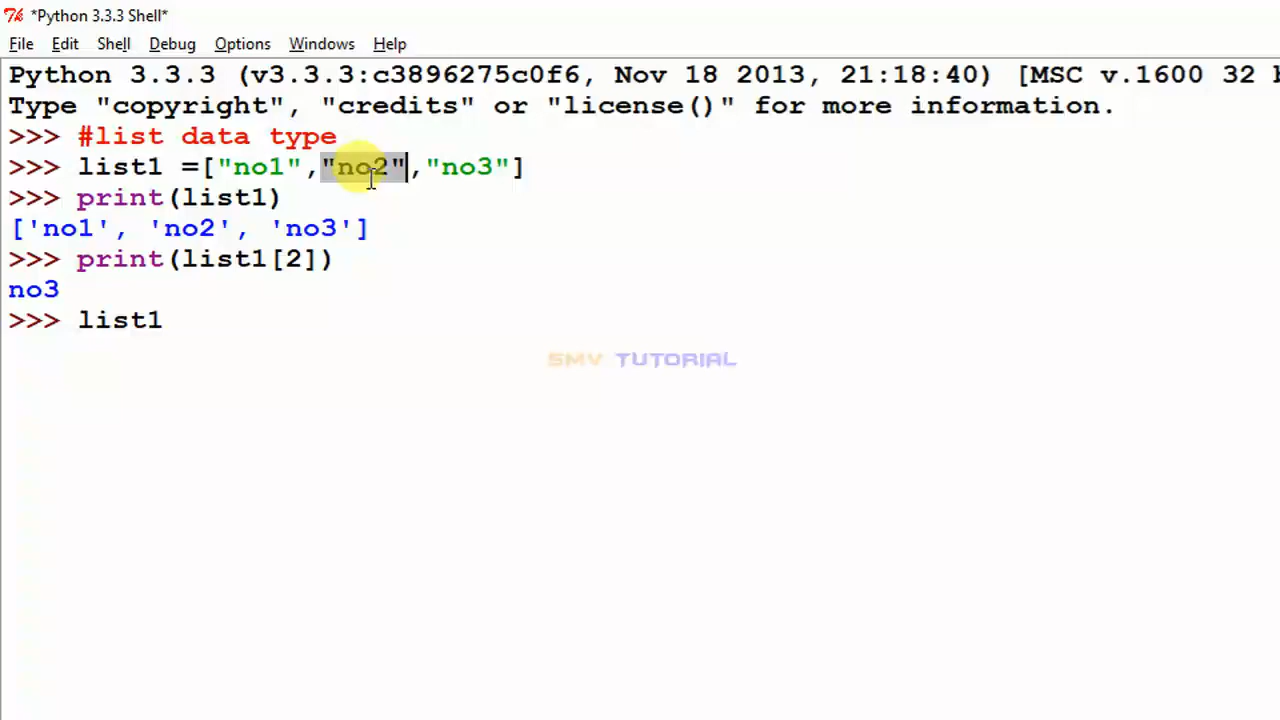 *Python 3.3.3 Shell*
File Edit Shell Debug Options Windows Help
Python 3.3.3 (v3.3.3:c3896275c0f6, Nov 18 2013, 21:18:40) [MSC v.1600 32 b
Type "copyright", "credits" or "license()" for more information.
>>> #list data type
>>> list1 =["no1","no2","no3"]
>>> print(list1)
['no1', 'no2', 'no3']
>>> print(list1[2])
no3
>>> list1
SMV TUTORIAL